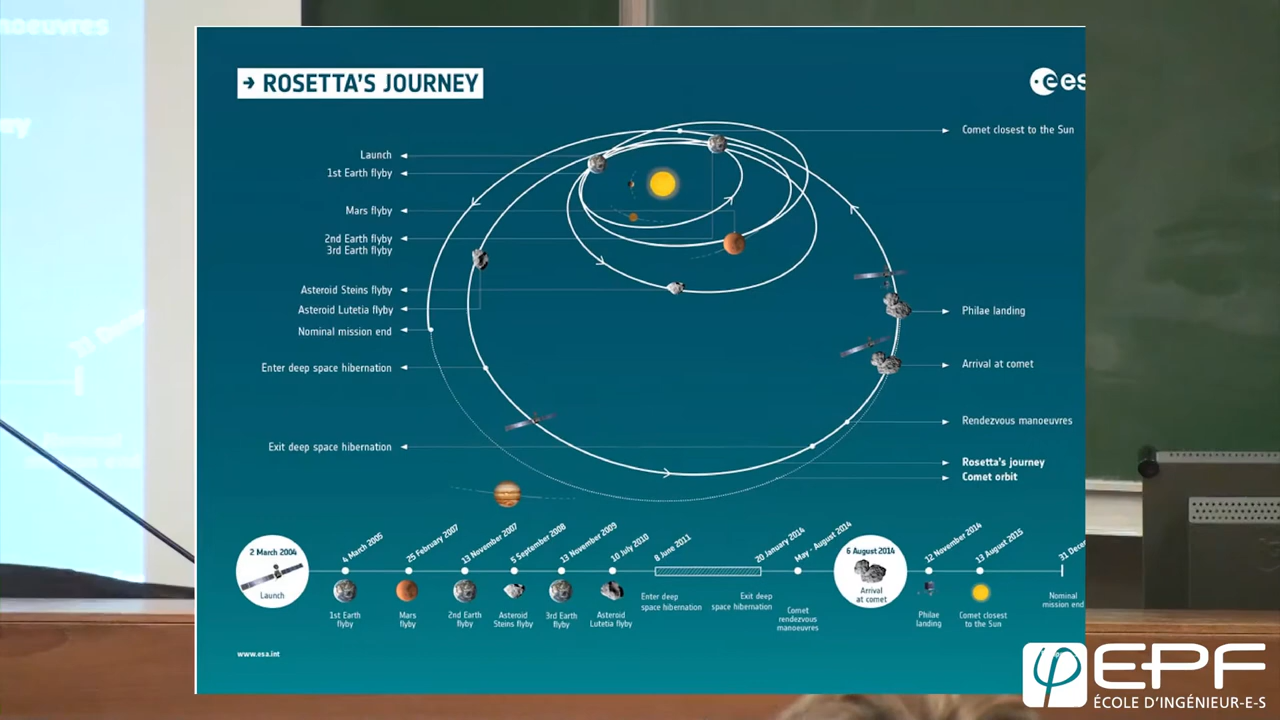 noeuvres
→ ROSETTA'S JOURNEY
es
Comet closest to the Sun
Launch
1st Earth flyby
Mars flyby
2nd Earth flyby
3rd Earth flyby
Asteroid Steins flyby
Asteroid Lutetia flyby
Nominal mission end
Enter deep space hibernation
Exit deep space hibernation
Philae landing
Arrival at comet
Rendezvous manoeuvres
Rosetta's journey
Comet orbit
2 March 2004
Launch
4 March 2005
1st Earth
flyby
25 February 2007
Mars
flyby
13 November 2007
2nd Earth
flyby
5 September 2008
Asteroid
Steins flyby
13 November 2009
3rd Earth
flyby
10 July 2010
Asteroid
Lutetia flyby
8 June 2011
Enter deep
space hibernation
20 January 2014
Exit deep
space hibernation
May - August 2014
Comet
rendezvous
manoeuvres
6 August 2014
Arrival
at comet
12 November 2014
Philae
landing
13 August 2015
Comet closest
to the Sun
31 Dece
Nominal
mission end
www.esa.int
EPF
ÉCOLE D'INGÉNIEUR-E-S